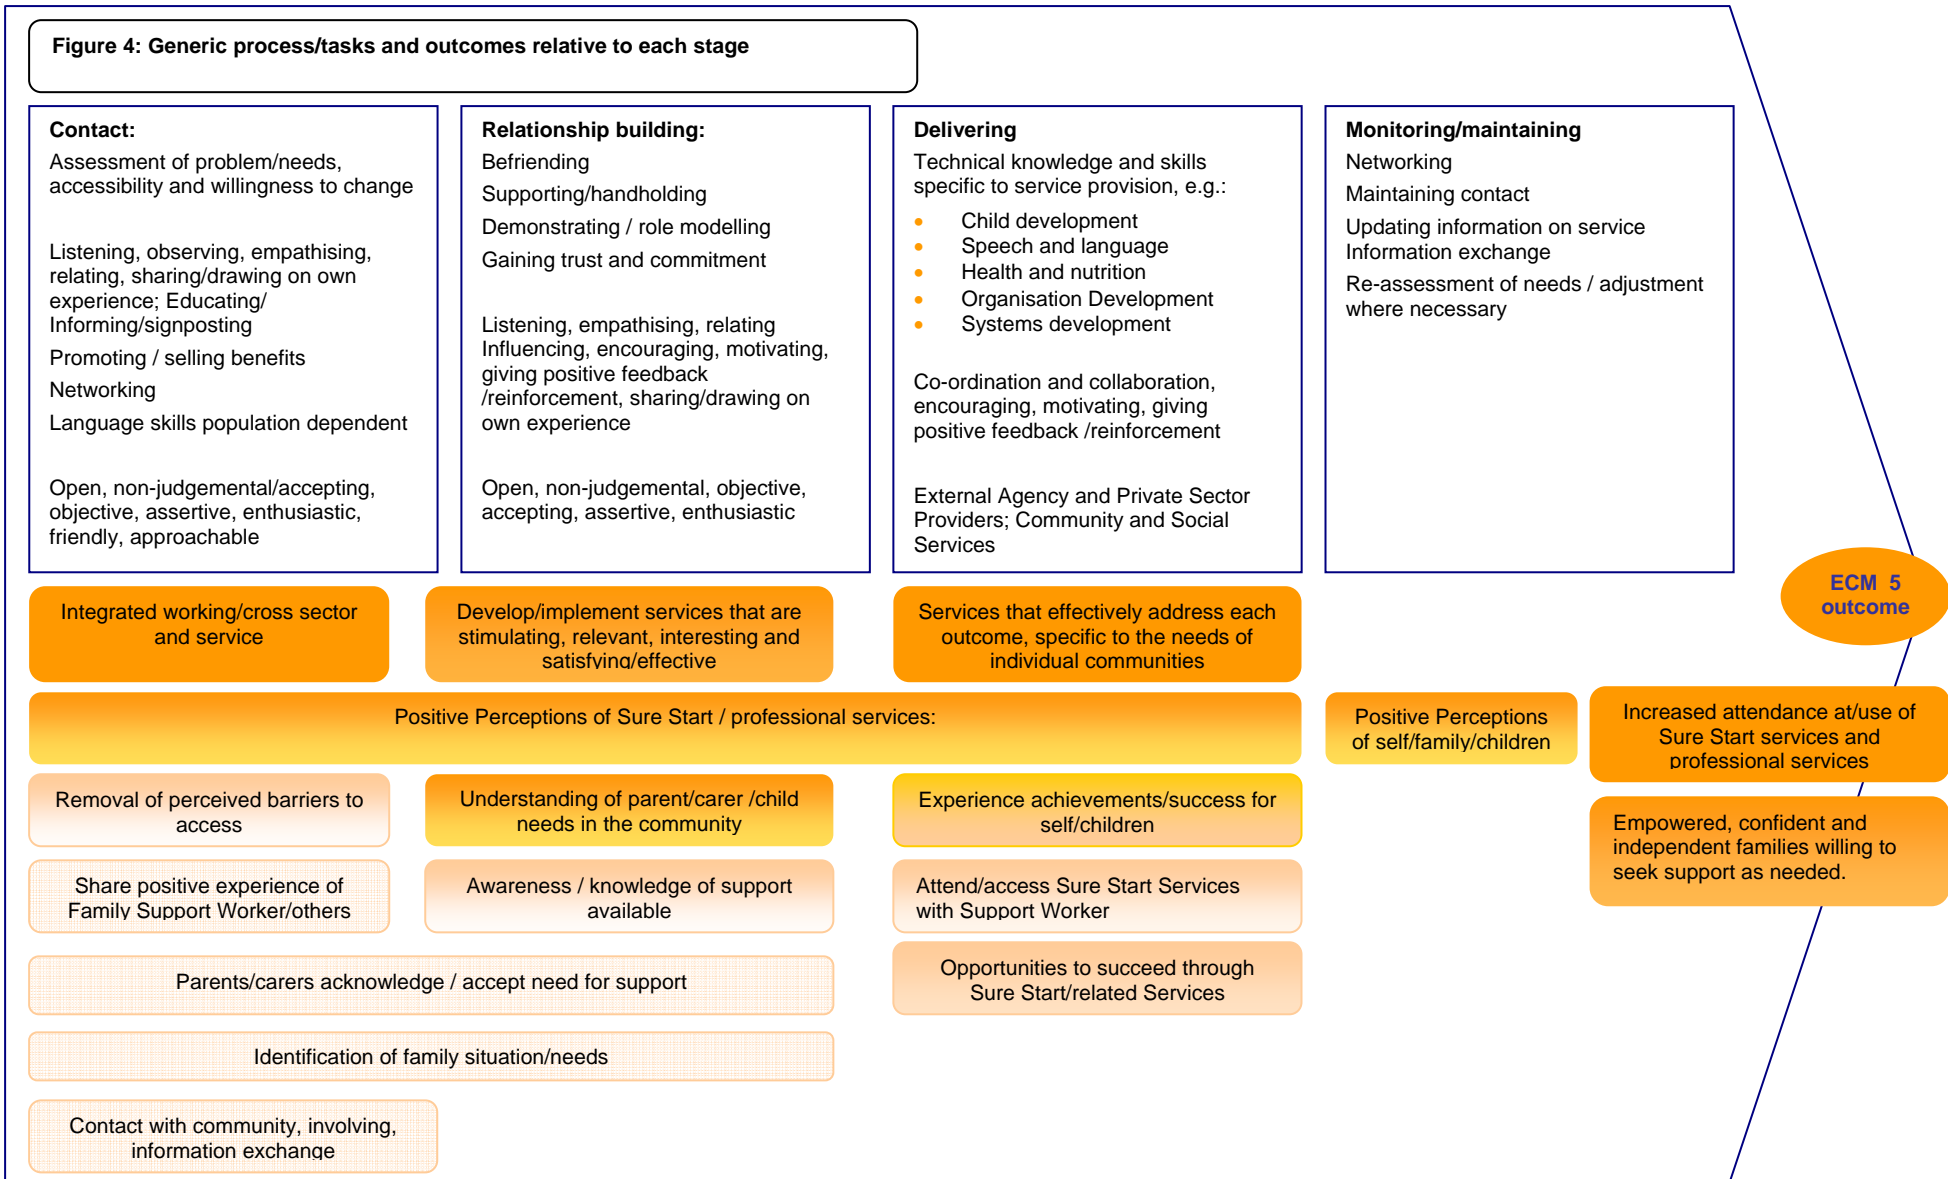 Figure 4: Generic process/tasks and outcomes relative to each stage
Contact:
Assessment of problem/needs,
accessibility and willingness to change
Listening, observing, empathising,
relating, sharing/drawing on own
experience; Educating/
Informing/signposting
Promoting / selling benefits
Networking
Language skills population dependent
Open, non-judgemental/accepting,
objective, assertive, enthusiastic,
friendly, approachable
Relationship building:
Befriending
Supporting/handholding
Demonstrating / role modelling
Gaining trust and commitment
Listening, empathising, relating
Influencing, encouraging, motivating,
giving positive feedback
/reinforcement, sharing/drawing on
own experience
Open, non-judgemental, objective,
accepting, assertive, enthusiastic
Delivering
Technical knowledge and skills
specific to service provision, e.g.:
• Child development
• Speech and language
• Health and nutrition
• Organisation Development
• Systems development
Co-ordination and collaboration,
encouraging, motivating, giving
positive feedback /reinforcement
External Agency and Private Sector
Providers; Community and Social
Services
Monitoring/maintaining
Networking
Maintaining contact
Updating information on service
Information exchange
Re-assessment of needs / adjustment
where necessary
ECM 5
outcome
Integrated working/cross sector
and service
Develop/implement services that are
stimulating, relevant, interesting and
satisfying/effective
Services that effectively address each
outcome, specific to the needs of
individual communities
Positive Perceptions of Sure Start / professional services:
Positive Perceptions
of self/family/children
Increased attendance at/use of
Sure Start services and
professional services
Removal of perceived barriers to
access
Understanding of parent/carer /child
needs in the community
Experience achievements/success for
self/children
Empowered, confident and
independent families willing to
seek support as needed.
Share positive experience of
Family Support Worker/others
Awareness / knowledge of support
available
Attend/access Sure Start Services
with Support Worker
Parents/carers acknowledge / accept need for support
Opportunities to succeed through
Sure Start/related Services
Identification of family situation/needs
Contact with community, involving,
information exchange